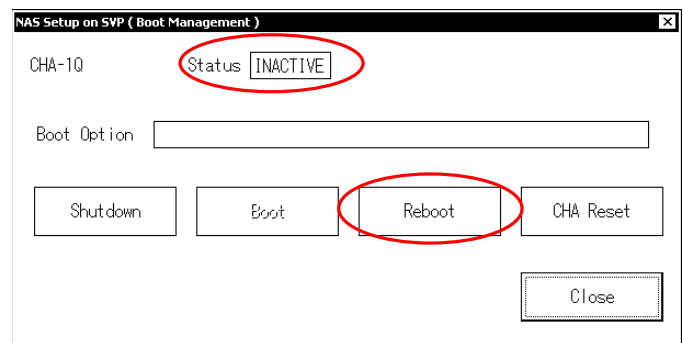 NAS Setup on SVP ( Boot Management )
CHA-1Q Status INACTIVE
Boot Option
Shutdown Boot Reboot CHA Reset
Close